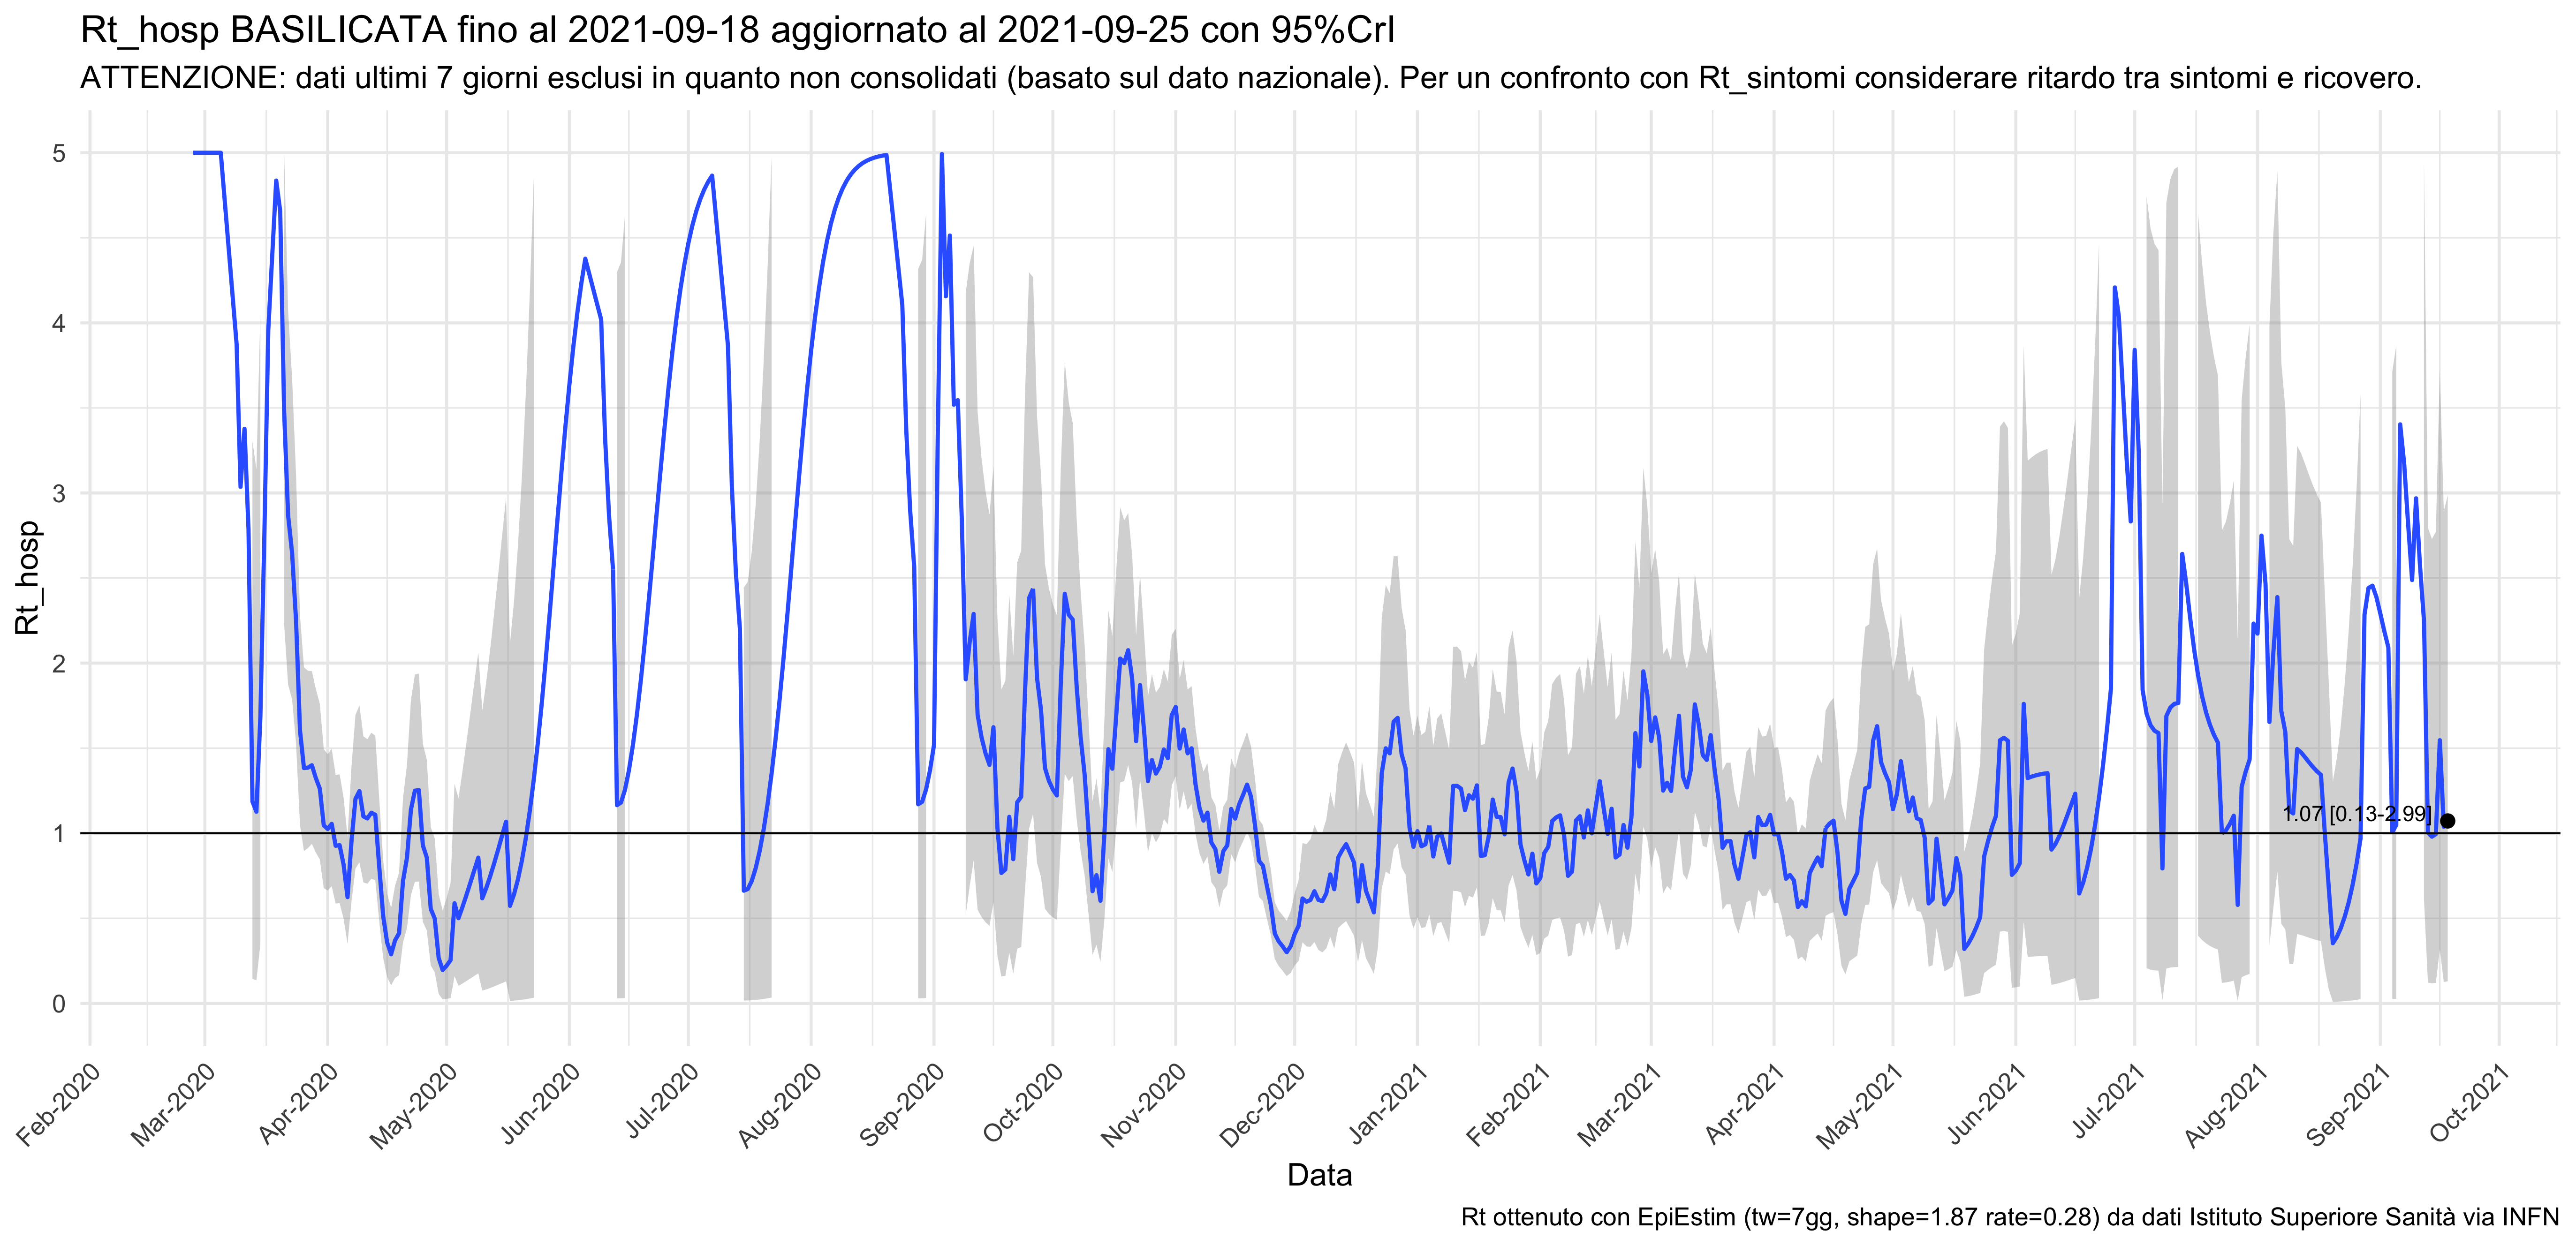 Rt_hosp BASILICATA fino al 2021-09-18 aggiornato al 2021-09-25 con 95%CrI
ATTENZIONE: dati ultimi 7 giorni esclusi in quanto non consolidati (basato sul dato nazionale). Per un confronto con Rt_sintomi considerare ritardo tra sintomi e ricovero.
5
4
3
2
1
0
Rt_hosp
1.07 [0.13-2.99]
Feb-2020
Mar-2020
Apr-2020
May-2020
Jun-2020
Jul-2020
Aug-2020
Sep-2020
Oct-2020
Nov-2020
Dec-2020
Jan-2021
Feb-2021
Mar-2021
Apr-2021
May-2021
Jun-2021
Jul-2021
Aug-2021
Sep-2021
Oct-2021
Data
Rt ottenuto con EpiEstim (tw=7gg, shape=1.87 rate=0.28) da dati Istituto Superiore Sanità via INFN